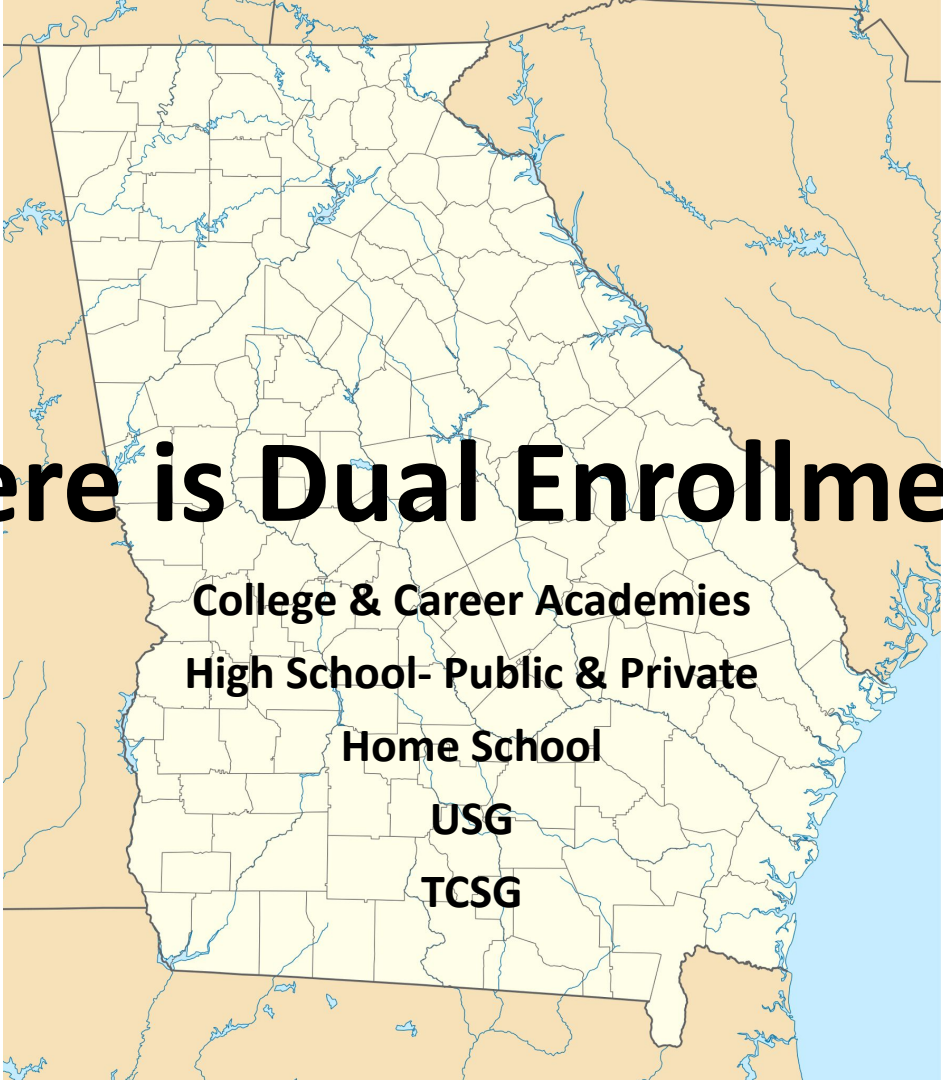 ere is Dual Enrollme
College & Career Academies
High School- Public & Private
Home School
USG
TCSG